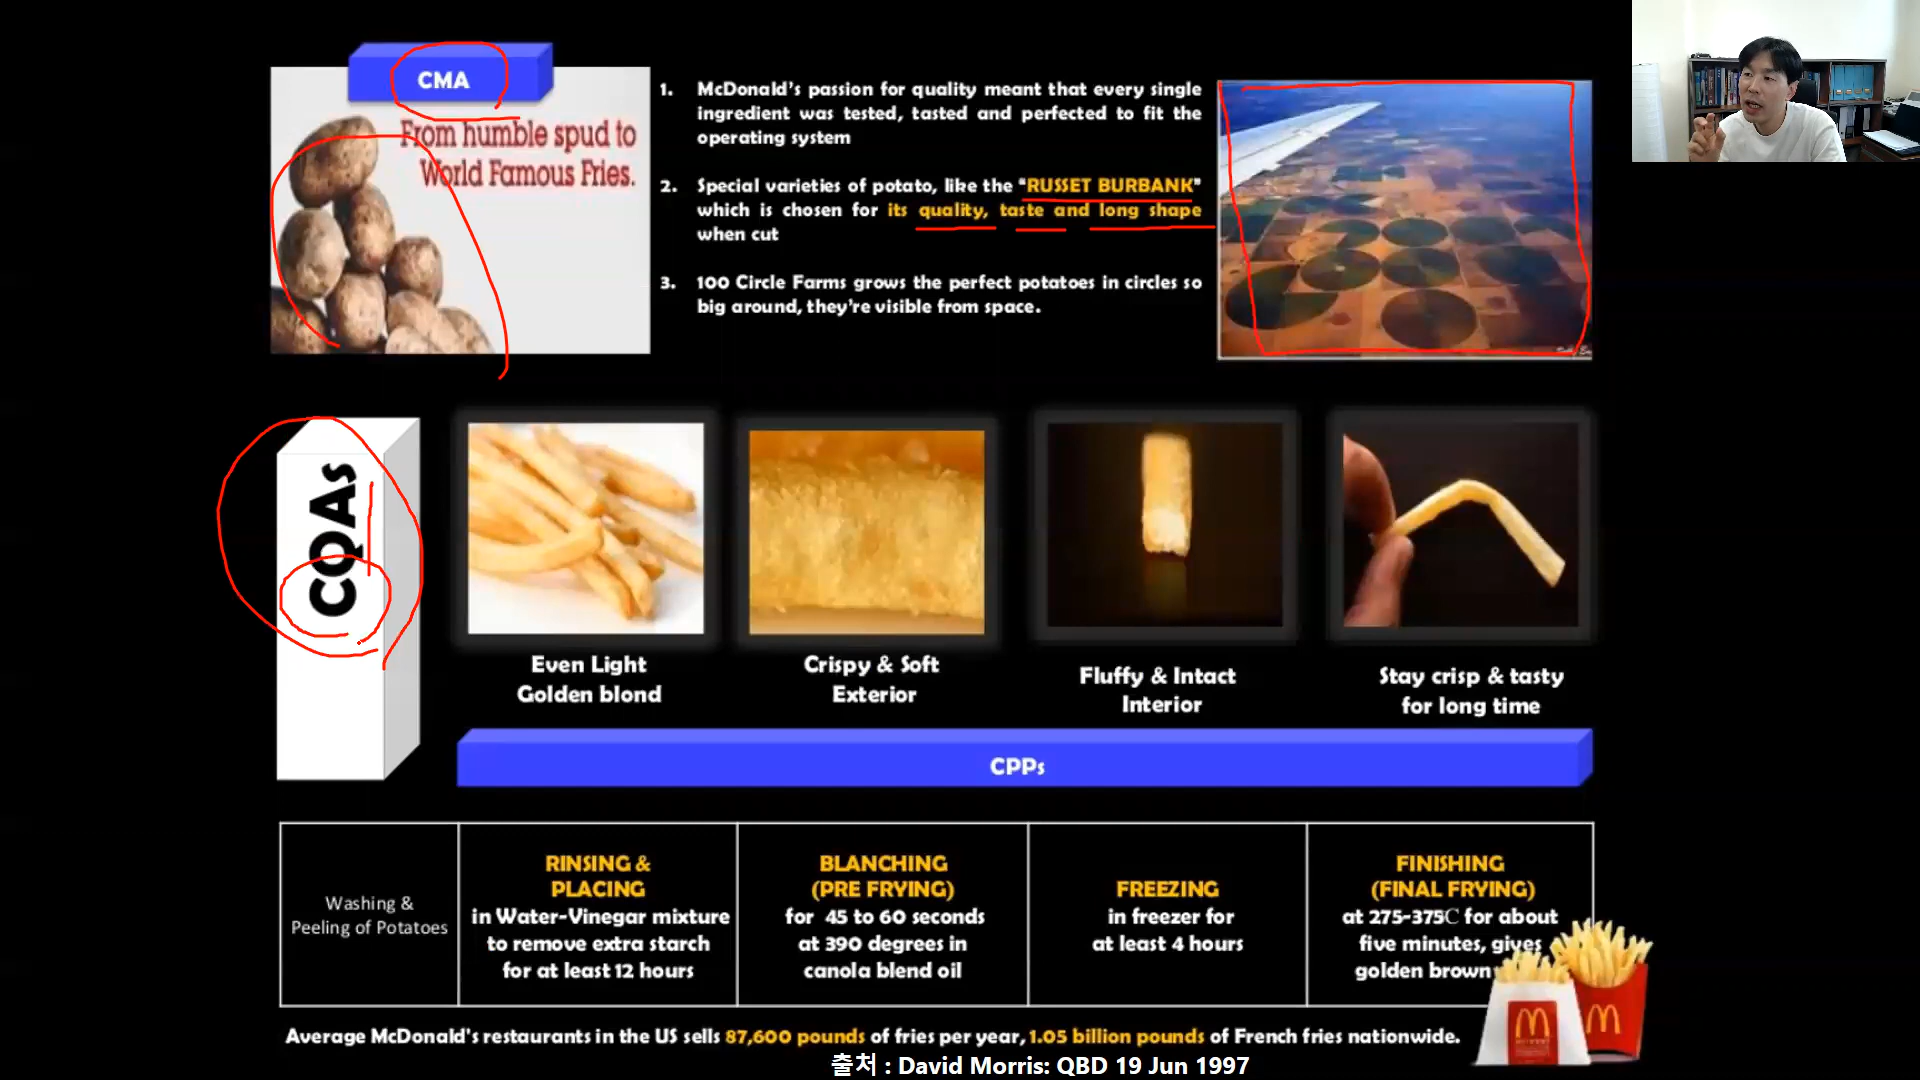 CMA
From humble spud to
World Famous Fries.
1. McDonald's passion for quality meant that every single
ingredient was tested, tasted and perfected to fit the
operating system
2. Special varieties of potato, like the "RUSSET BURBANK"
which is chosen for its quality, taste and long shape
when cut
3. 100 Circle Farms grows the perfect potatoes in circles so
big around, they're visible from space.
CQAs
Even Light
Golden blond
Crispy & Soft
Exterior
Fluffy & Intact
Interior
Stay crisp & tasty
for long time
CPPs
Washing &
Peeling of Potatoes
RINSING &
PLACING
in Water-Vinegar mixture
to remove extra starch
for at least 12 hours
BLANCHING
(PRE FRYING)
for 45 to 60 seconds
at 390 degrees in
canola blend oil
FREEZING
in freezer for
at least 4 hours
FINISHING
(FINAL FRYING)
at 275-375C for about
five minutes, gives
golden brown
Average McDonald's restaurants in the US sells 87,600 pounds of fries per year, 1.05 billion pounds of French fries nationwide.
출처 : David Morris: QBD 19 Jun 1997